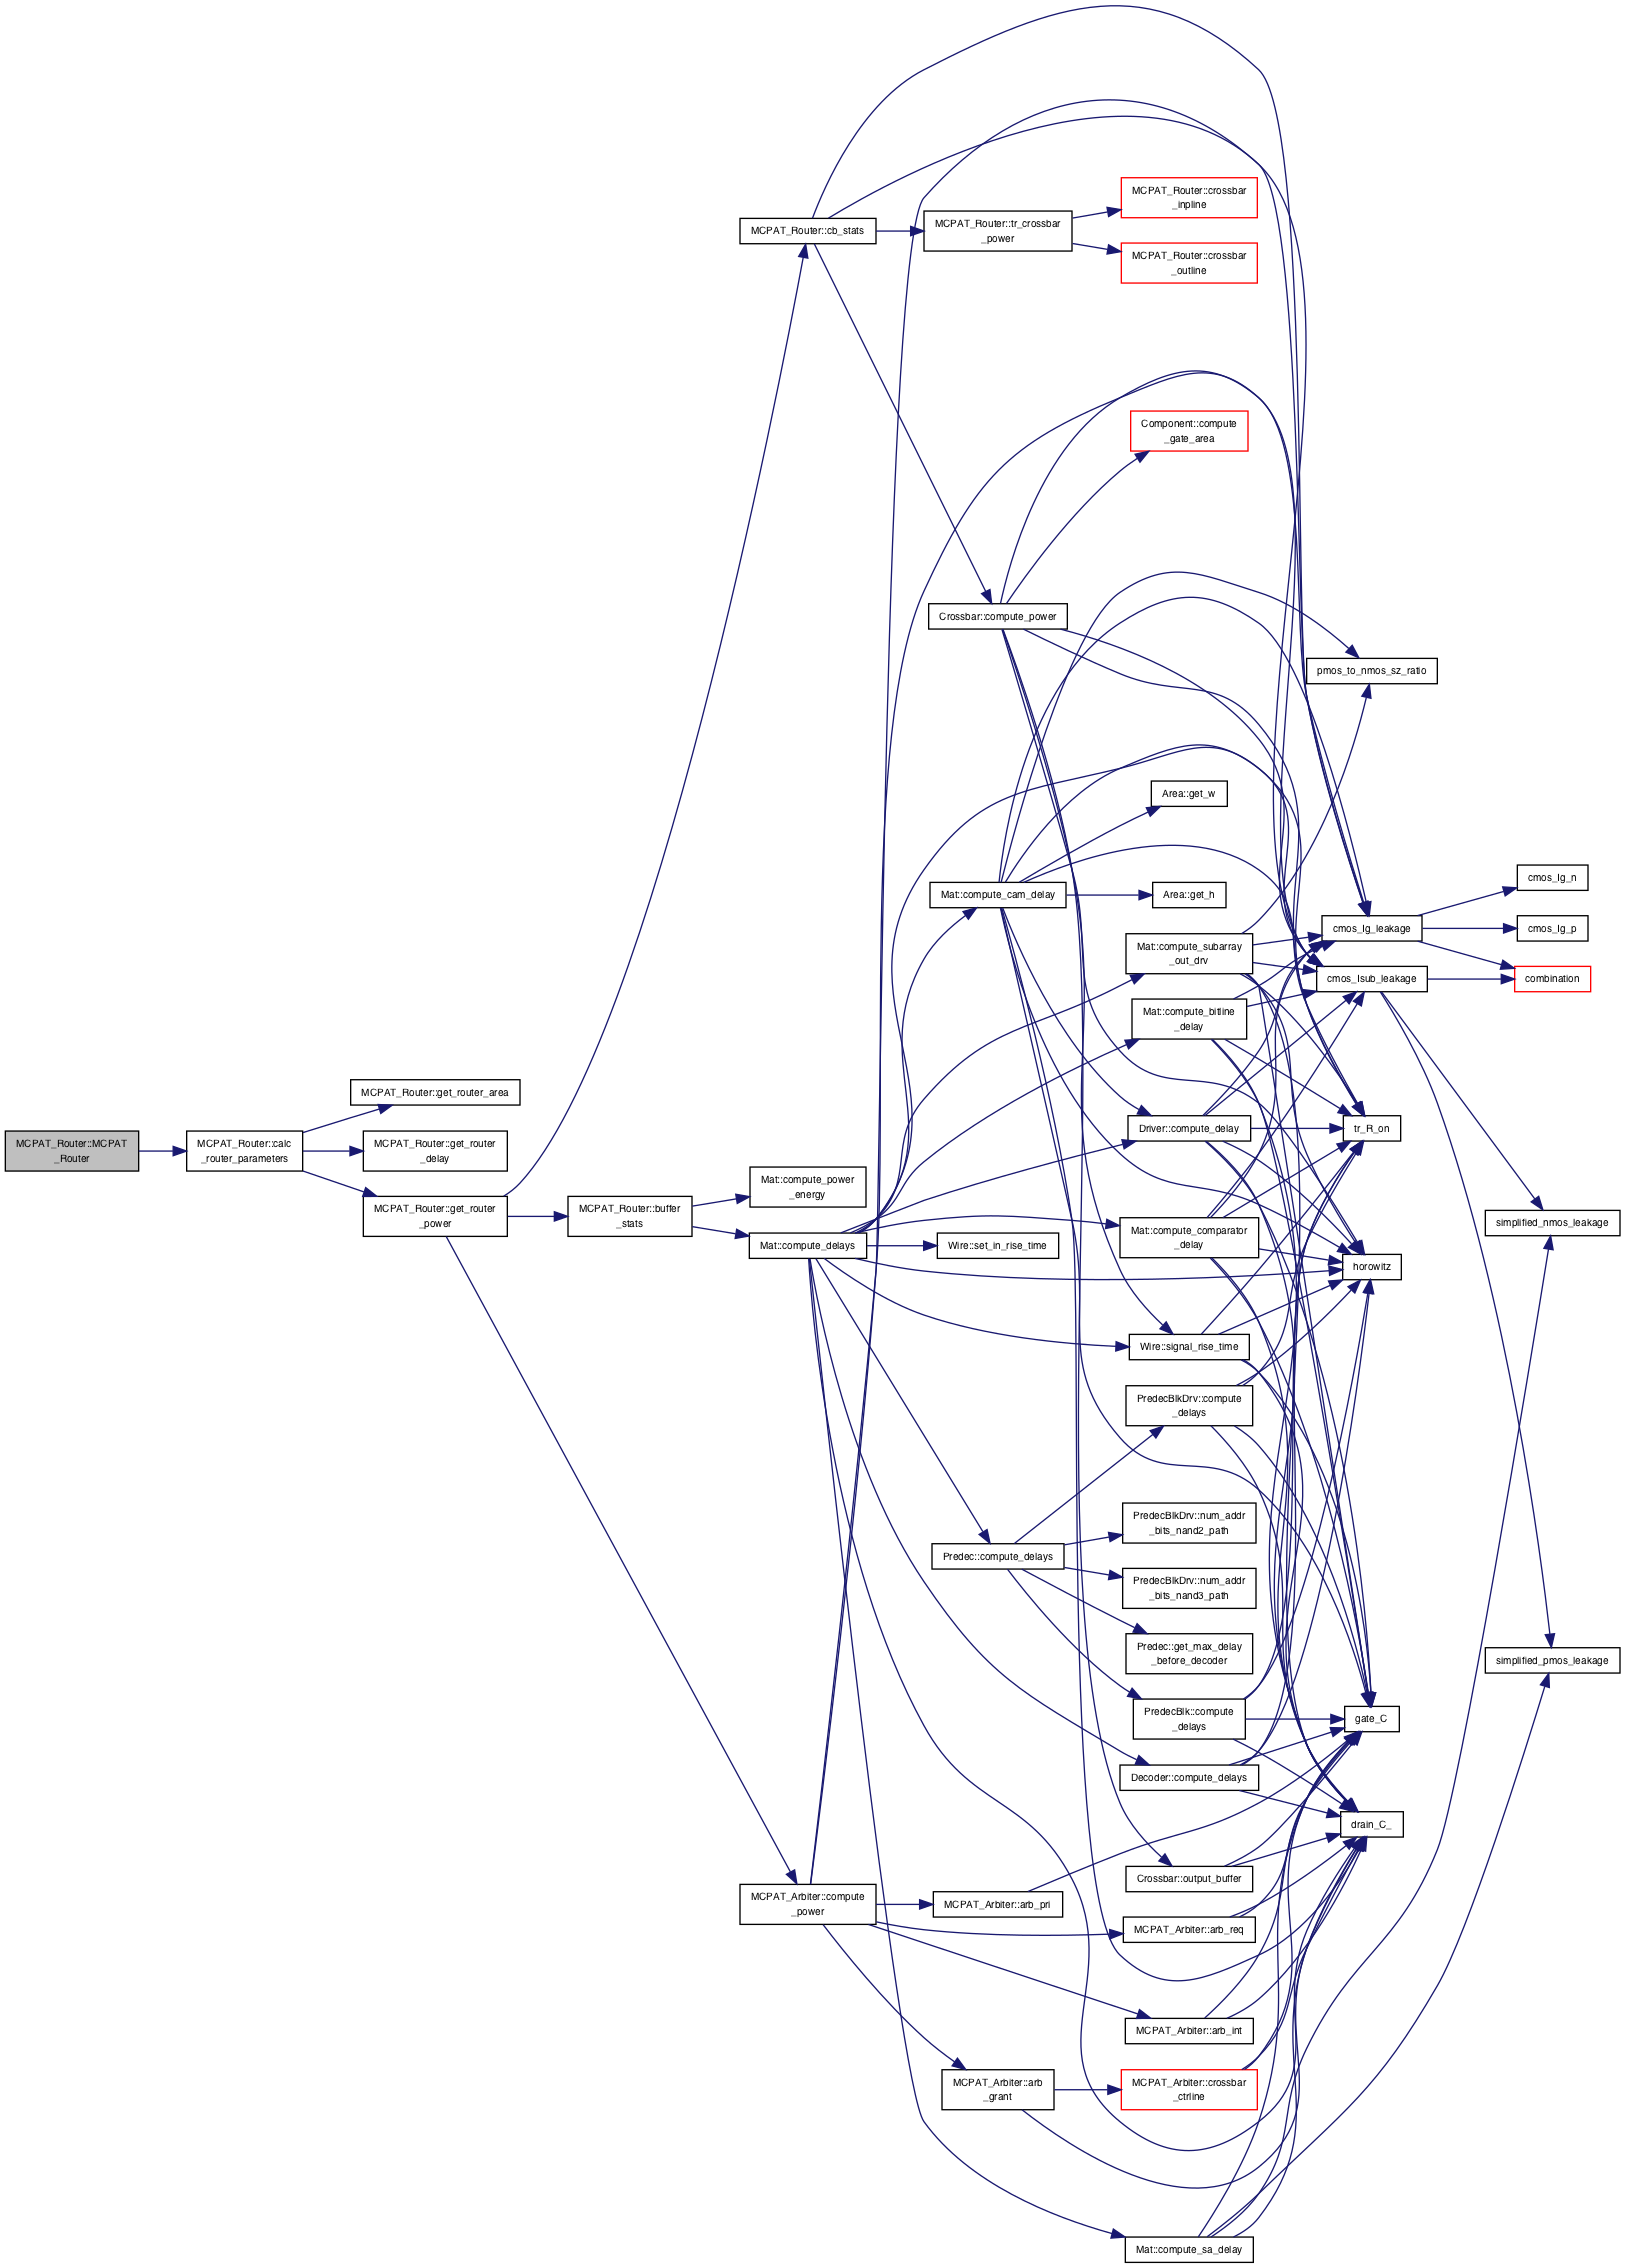 MCPAT_Router::MCPAT
_Router
MCPAT_Router::calc
_router_parameters
MCPAT_Router::get_router_area
MCPAT_Router::get_router
_delay
MCPAT_Router::get_router
_power
MCPAT_Router::buffer
_stats
MCPAT_Router::cb_stats
Mat::compute_power
_energy
Mat::compute_delays
MCPAT_Arbiter::compute
_power
MCPAT_Router::tr_crossbar
_power
Crossbar::compute_power
Mat::compute_cam_delay
Wire::set_in_rise_time
Predec::compute_delays
MCPAT_Arbiter::arb_pri
MCPAT_Arbiter::arb
_grant
MCPAT_Router::crossbar
_inpline
MCPAT_Router::crossbar
_outline
Component::compute
_gate_area
Area::get_w
Area::get_h
Mat::compute_subarray
_out_drv
Mat::compute_bitline
_delay
Driver::compute_delay
Mat::compute_comparator
_delay
Wire::signal_rise_time
PredecBlkDrv::compute
_delays
PredecBlkDrv::num_addr
_bits_nand2_path
PredecBlkDrv::num_addr
_bits_nand3_path
Predec::get_max_delay
_before_decoder
PredecBlk::compute
_delays
Decoder::compute_delays
Crossbar::output_buffer
MCPAT_Arbiter::arb_req
MCPAT_Arbiter::arb_int
MCPAT_Arbiter::crossbar
_ctrline
Mat::compute_sa_delay
pmos_to_nmos_sz_ratio
cmos_Ig_leakage
cmos_Isub_leakage
tr_R_on
horowitz
gate_C
drain_C_
cmos_Ig_n
cmos_Ig_p
combination
simplified_nmos_leakage
simplified_pmos_leakage